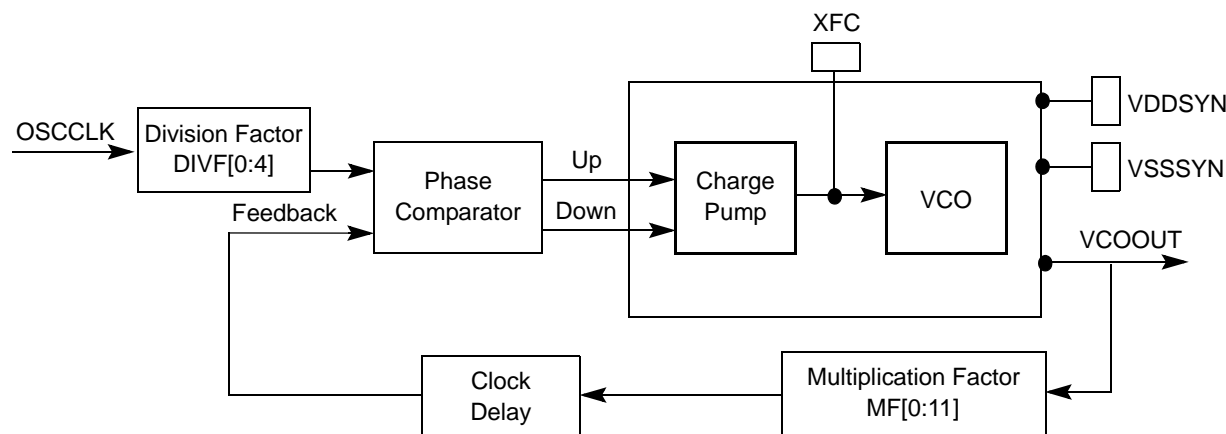 XFC
VDDSYN
OSCCLK
Division Factor
DIVF[0:4]
Up
VSSSYN
Phase
Comparator
Charge
Pump
VCO
Feedback
Down
VCOOUT
Clock
Delay
Multiplication Factor
MF[0:11]